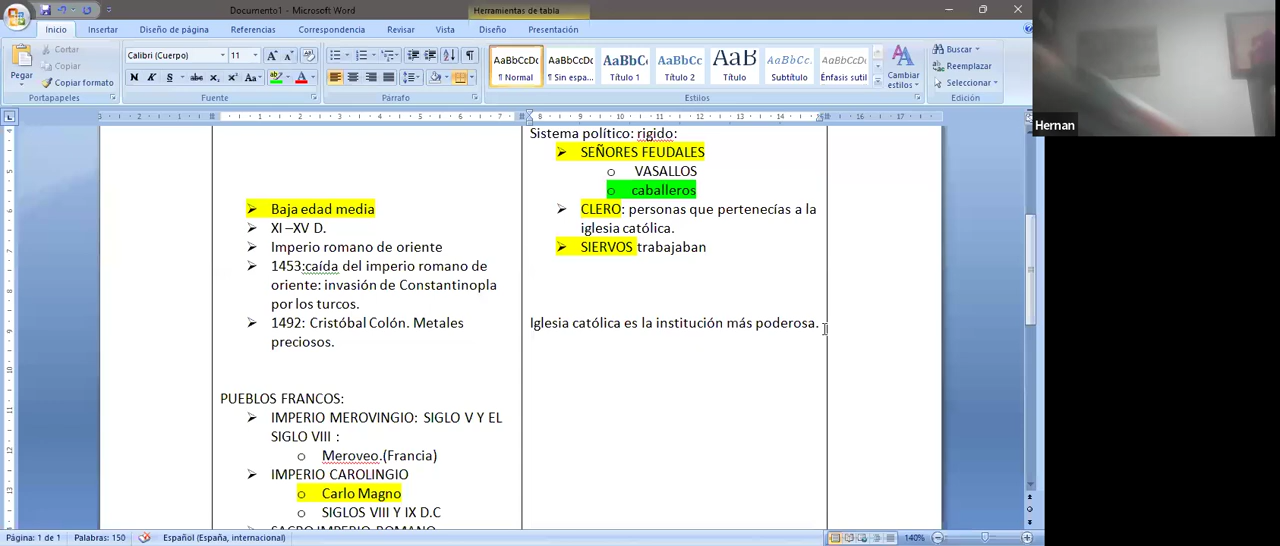 Documento1 - Microsoft Word
Herramientas de tabla
Inicio Insertar Diseño de página Referencias Correspondencia Revisar Vista Diseño Presentación
Pegar
Cortar
Copiar
Copiar formato
Portapapeles
Calibri (Cuerpo) 11
Fuente
Párrafo
AaBbCcDc AaBbCcDc AaBbC AaBbCc AaB AaBbCc. AaBbCcDc
¶ Normal ¶ Sin espa... Título 1 Título 2 Título Subtítulo Énfasis sutil
Estilos
Cambiar estilos
Buscar
Reemplazar
Seleccionar
Edición
Hernan
Baja edad media
XI –XV D.
Imperio romano de oriente
1453:caída del imperio romano de
oriente: invasión de Constantinopla
por los turcos.
1492: Cristóbal Colón. Metales
preciosos.
PUEBLOS FRANCOS:
IMPERIO MEROVINGIO: SIGLO V Y EL
SIGLO VIII :
Meroveo.(Francia)
IMPERIO CAROLINGIO
Carlo Magno
SIGLOS VIII Y IX D.C
SACRO IMPERIO ROMANO
Sistema político: rigido:
SEÑORES FEUDALES
VASALLOS
caballeros
CLERO: personas que pertenecías a la
iglesia católica.
SIERVOS trabajaban
Iglesia católica es la institución más poderosa.
Página: 1 de 1 Palabras: 150 Español (España, internacional) 140%